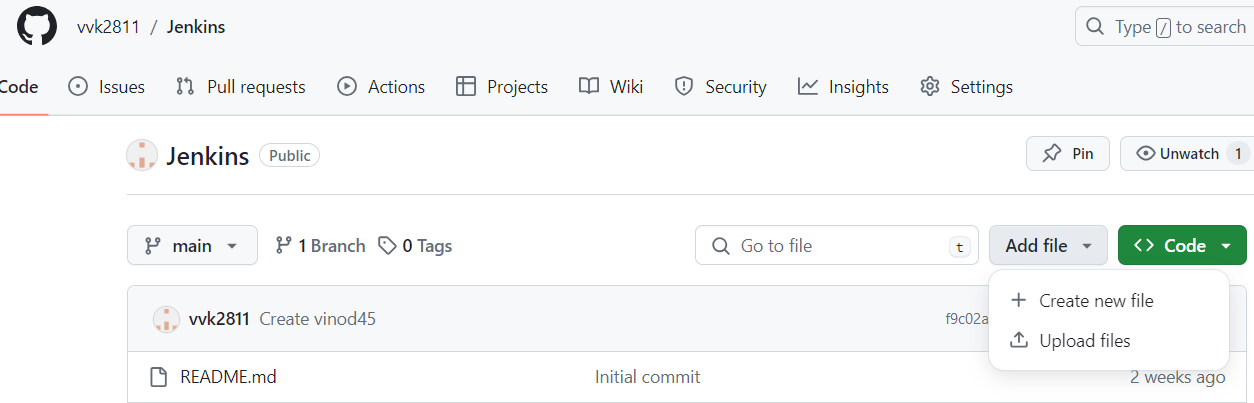 vvk2811 / Jenkins
Type / to search
Code Issues Pull requests Actions Projects Wiki Security Insights Settings
Jenkins Public Pin Unwatch 1
main 1 Branch 0 Tags Go to file t Add file Code
Create new file
Upload files
vvk2811 Create vinod45 f9c02a
README.md Initial commit 2 weeks ago